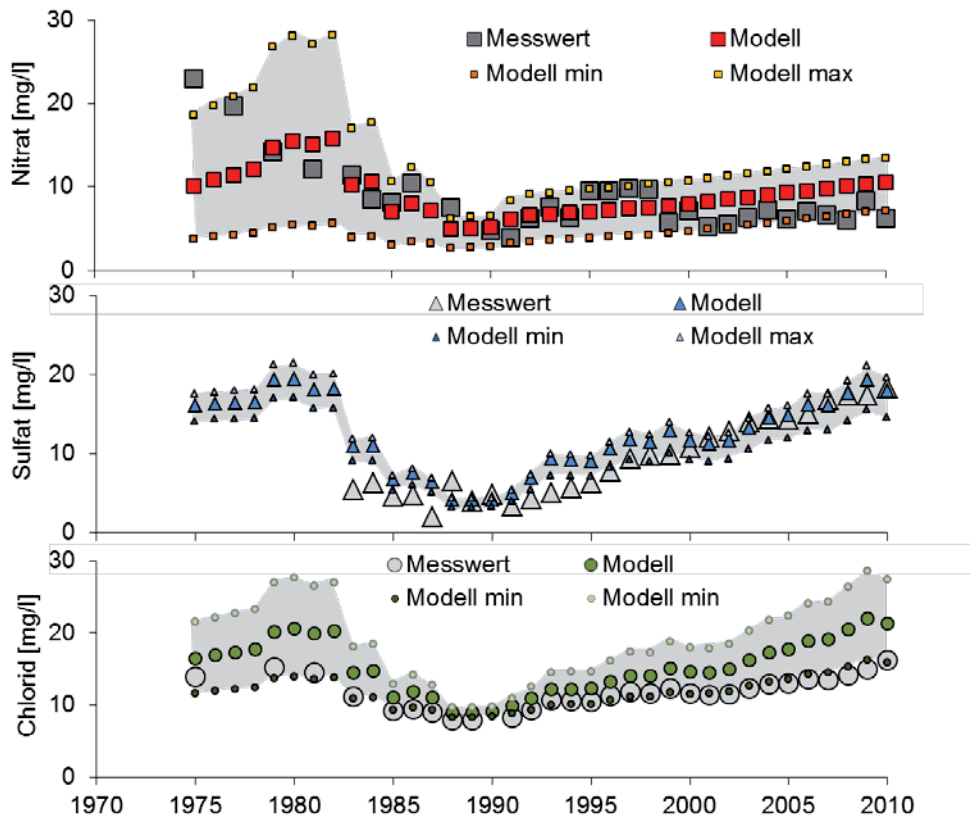 Nitrat [mg/l]
30
20
10
0
Messwert
Modell
Modell min
Modell max
Sulfat [mg/l]
30
20
10
0
Messwert
Modell
Modell min
Modell max
Chlorid [mg/l]
30
20
10
0
Messwert
Modell
Modell min
Modell min
1970 1975 1980 1985 1990 1995 2000 2005 2010